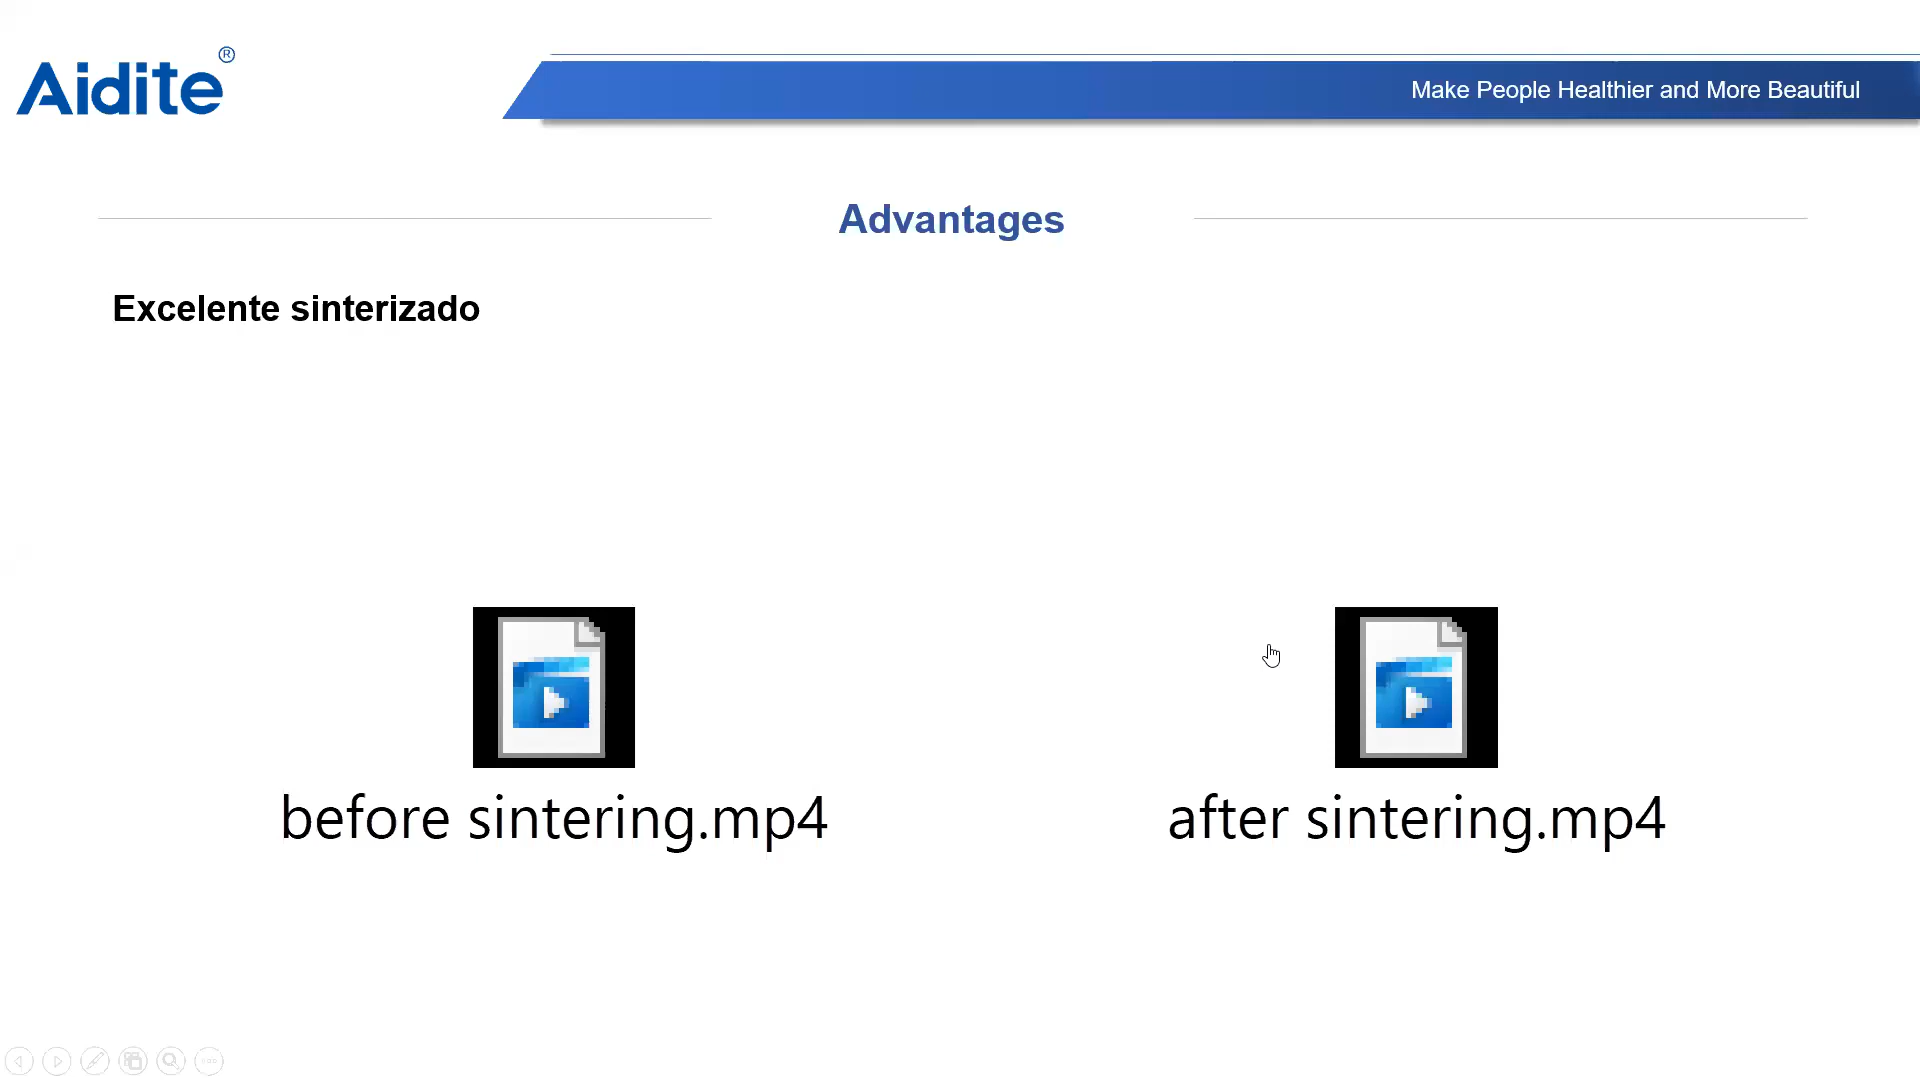 Aidite®
Make People Healthier and More Beautiful
Advantages
Excelente sinterizado
before sintering.mp4
after sintering.mp4